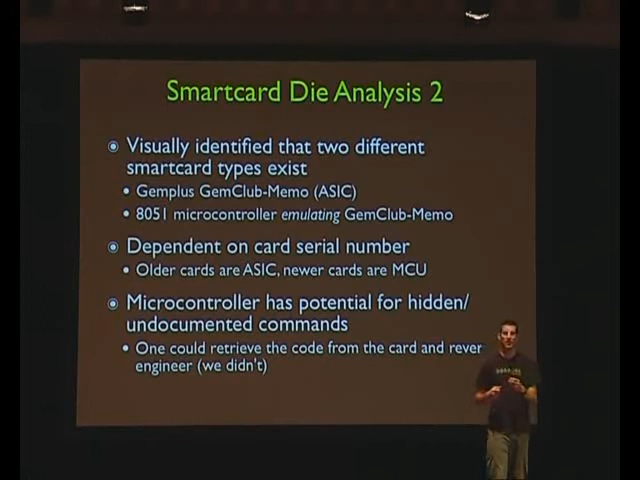 Smartcard Die Analysis 2
Visually identified that two different
smartcard types exist
Gemplus GemClub-Memo (ASIC)
8051 microcontroller emulating GemClub-Memo
Dependent on card serial number
Older cards are ASIC, newer cards are MCU
Microcontroller has potential for hidden/
undocumented commands
One could retrieve the code from the card and rever
engineer (we didn't)